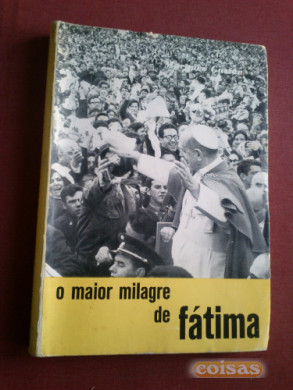 o maior milagre
de fátima
coisas